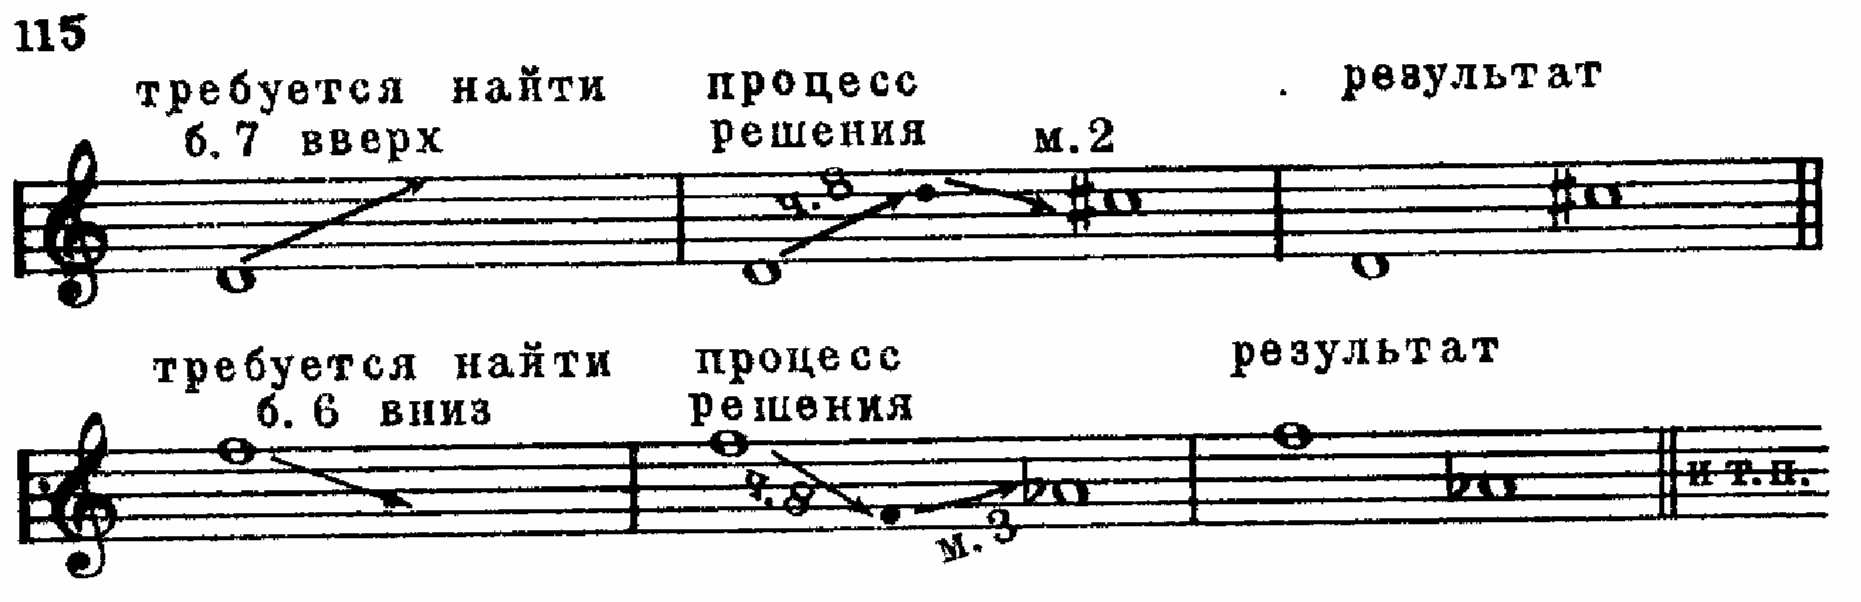 115
требуется найти процесс результат
б. 7 вверх решения м. 2
ч. 8
требуется найти процесс результат
б. 6 вниз решения
ч. 8
и т. п.
м. 3